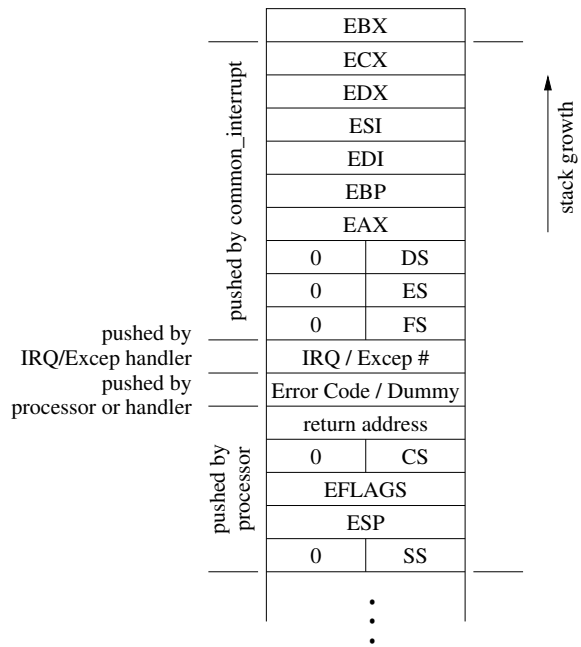 EBX
ECX
EDX
ESI
EDI
EBP
EAX
0 DS
0 ES
0 FS
IRQ / Excep #
Error Code / Dummy
return address
0 CS
EFLAGS
ESP
0 SS
pushed by common_interrupt
pushed by
IRQ/Excep handler
pushed by
processor or handler
pushed by
processor
stack growth